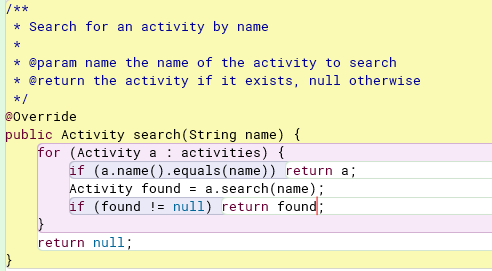 /**
 * Search for an activity by name
 *
 * @param name the name of the activity to search
 * @return the activity if it exists, null otherwise
 */
@Override
public Activity search(String name) {
    for (Activity a : activities) {
        if (a.name().equals(name)) return a;
        Activity found = a.search(name);
        if (found != null) return found;
    }
    return null;
}